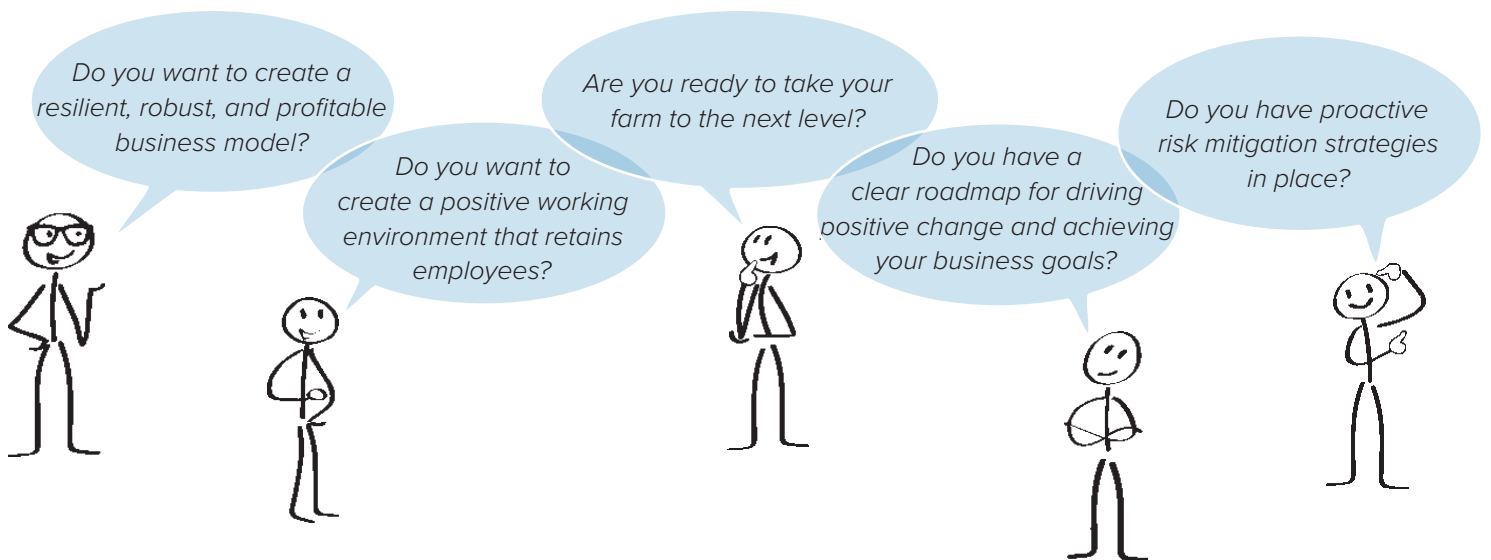 Do you want to create a
resilient, robust, and profitable
business model?
Do you want to
create a positive working
environment that retains
employees?
Are you ready to take your
farm to the next level?
Do you have a
clear roadmap for driving
positive change and achieving
your business goals?
Do you have proactive
risk mitigation strategies
in place?